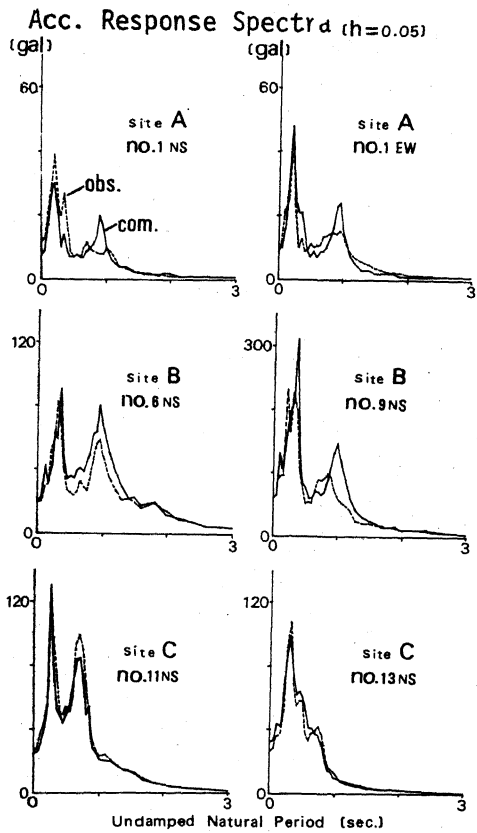 Acc. Response Spectra (h=0.05)
(gal) (gal)
60 60
site A site A
no.1 NS no.1 EW
obs.
com.
0 0
0 3 0 3
120 300
site B site B
no.6 NS no.9 NS
0 0
0 3 0 3
120 120
site C site C
no.11 NS no.13 NS
0 0
0 3 0 3
Undamped Natural Period (sec.)